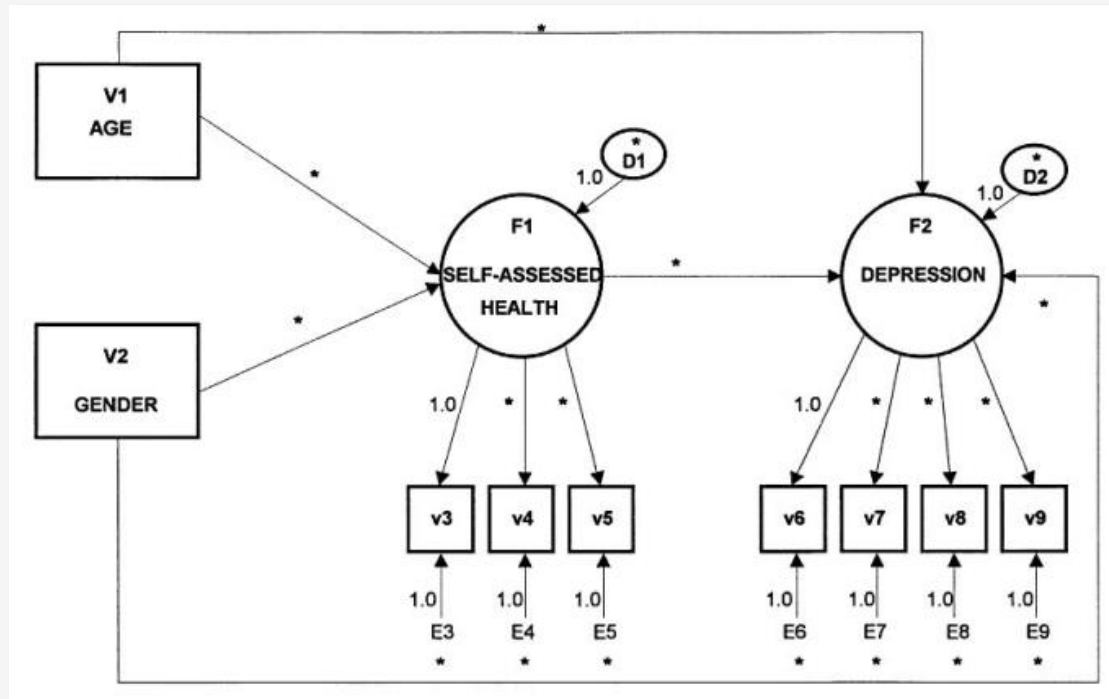 *
V1
AGE
*
D1
*
D2
1.0
1.0
*
F1
SELF-ASSESSED
HEALTH
*
F2
DEPRESSION
*
*
V2
GENDER
1.0
*
*
1.0
*
*
*
v3
v4
v5
v6
v7
v8
v9
1.0
1.0
1.0
1.0
1.0
1.0
1.0
E3
E4
E5
E6
E7
E8
E9
*
*
*
*
*
*
*